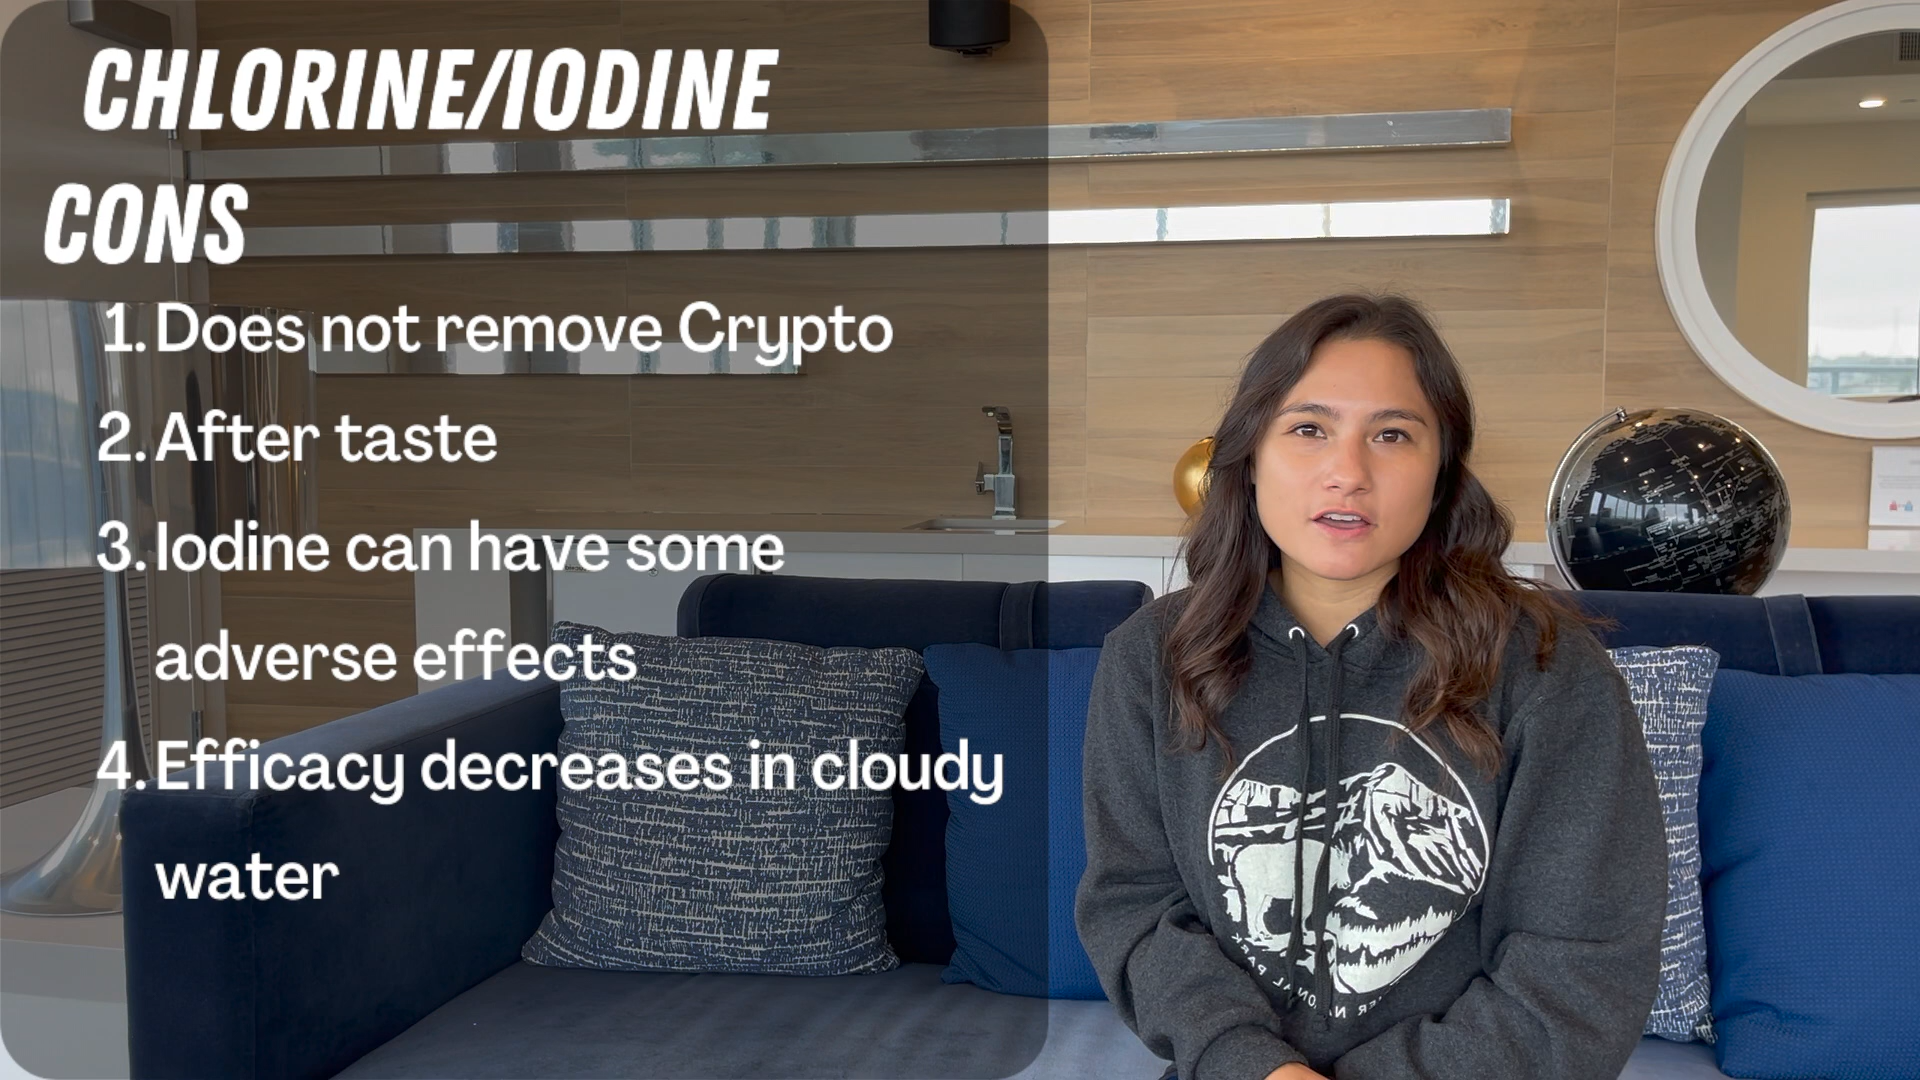 CHLORINE/IODINE
CONS
1. Does not remove Crypto
2. After taste
3. Iodine can have some
adverse effects
4. Efficacy decreases in cloudy
water